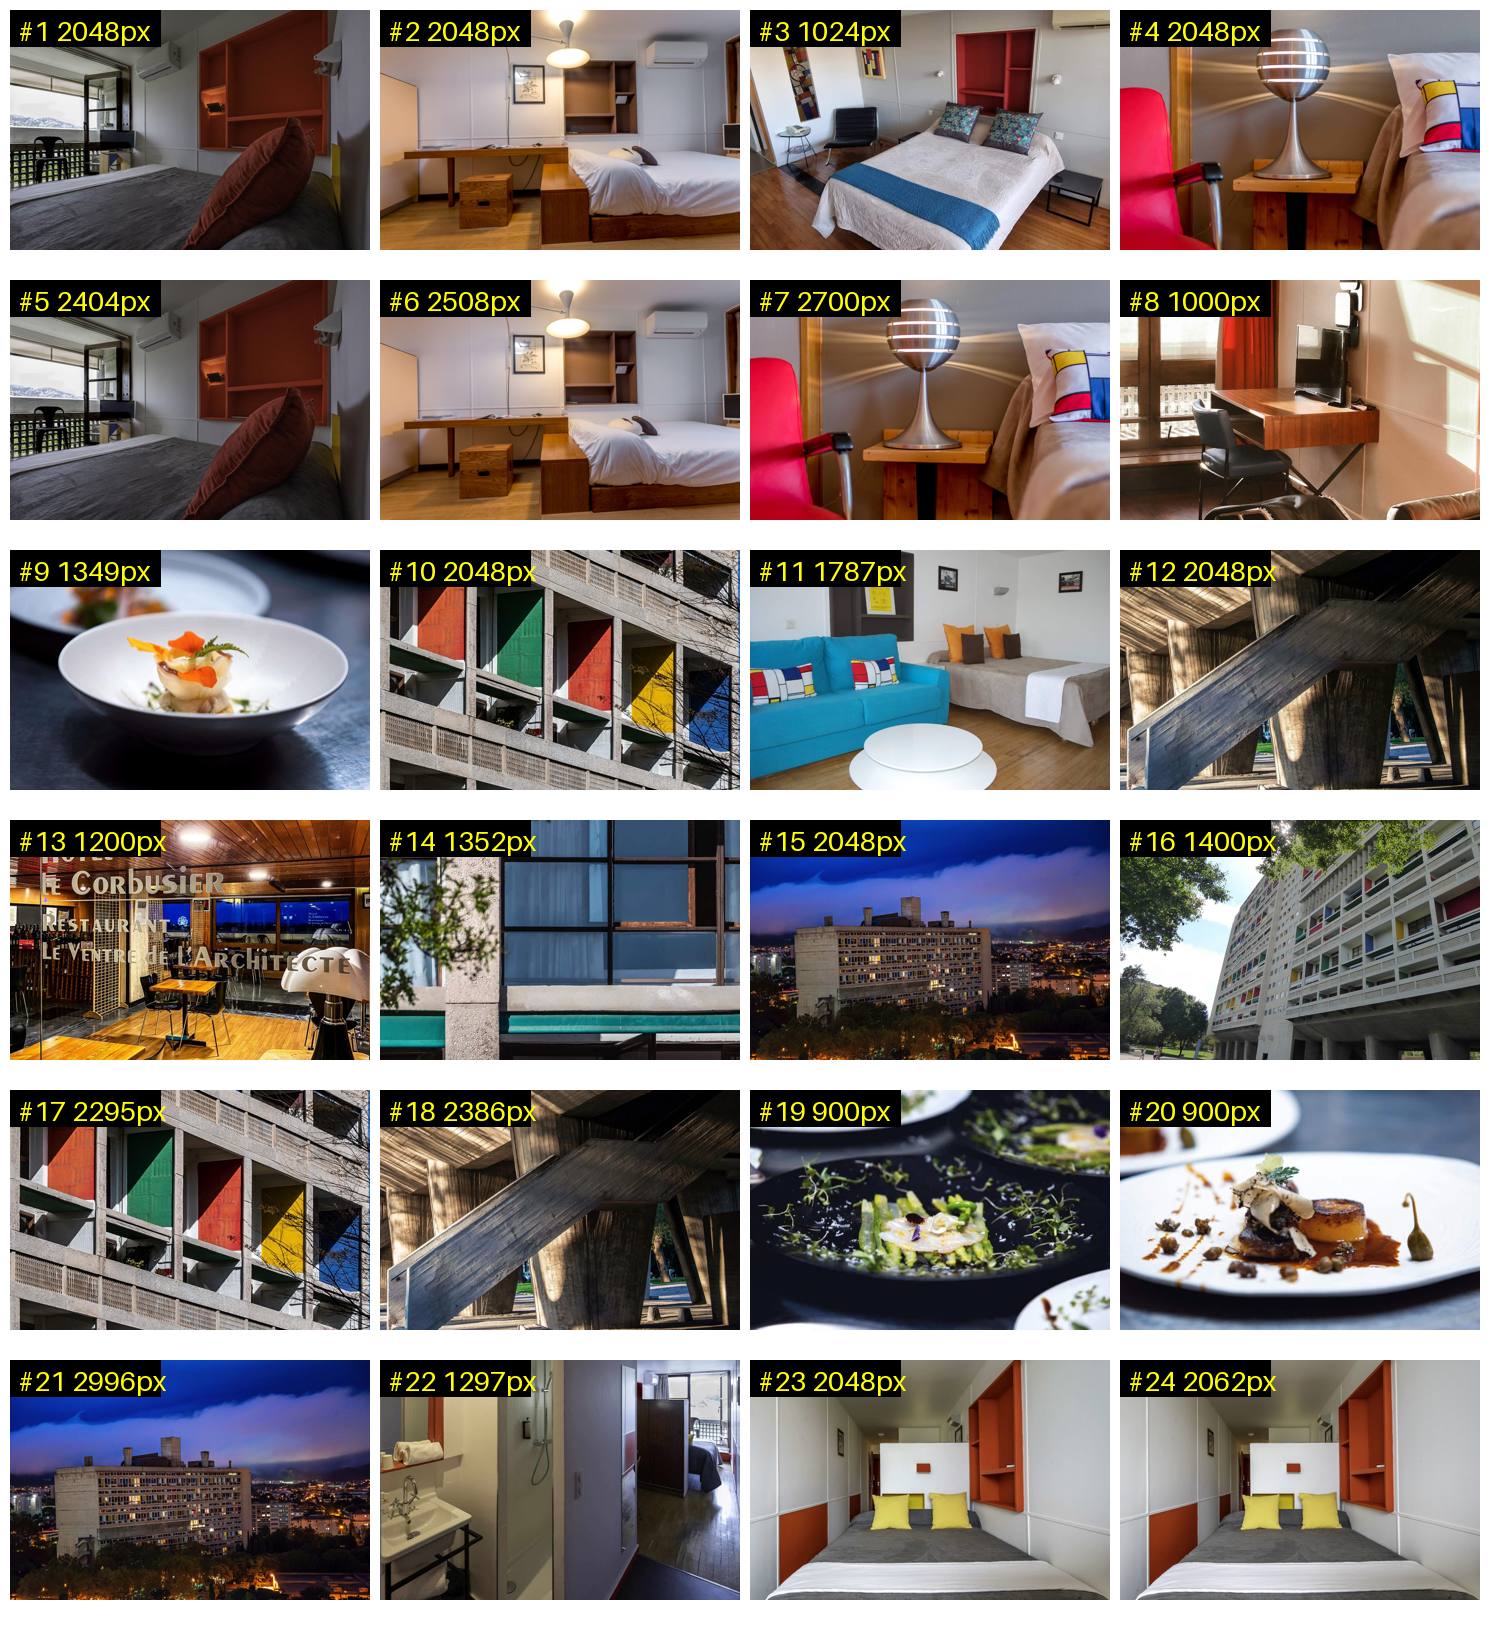 #1 2048px
#2 2048px
#3 1024px
#4 2048px
#5 2404px
#6 2508px
#7 2700px
#8 1000px
#9 1349px
#10 2048px
#11 1787px
#12 2048px
#13 1200px
HOTEL
LE CORBUSIER
RESTAURANT
LE VENTRE DE L'ARCHITECTE
#14 1352px
#15 2048px
#16 1400px
#17 2295px
#18 2386px
#19 900px
#20 900px
#21 2996px
#22 1297px
#23 2048px
#24 2062px